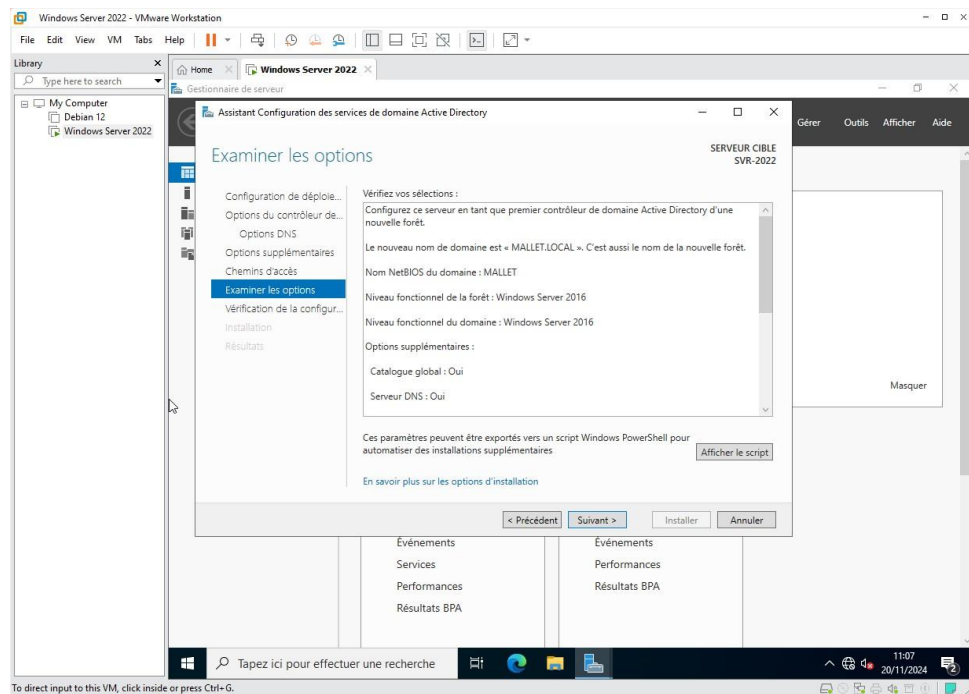 Windows Server 2022 - VMware Workstation
File Edit View VM Tabs Help
Library
Type here to search
My Computer
Debian 12
Windows Server 2022
Home
Windows Server 2022
Gestionnaire de serveur
Gérer Outils Afficher Aide
Assistant Configuration des services de domaine Active Directory
Examiner les options
SERVEUR CIBLE
SVR-2022
Configuration de déploie...
Options du contrôleur de...
Options DNS
Options supplémentaires
Chemins d'accès
Examiner les options
Vérification de la configur...
Installation
Résultats
Vérifiez vos sélections :
Configurez ce serveur en tant que premier contrôleur de domaine Active Directory d'une
nouvelle forêt.
Le nouveau nom de domaine est « MALLET.LOCAL ». C'est aussi le nom de la nouvelle forêt.
Nom NetBIOS du domaine : MALLET
Niveau fonctionnel de la forêt : Windows Server 2016
Niveau fonctionnel du domaine : Windows Server 2016
Options supplémentaires :
Catalogue global : Oui
Serveur DNS : Oui
Ces paramètres peuvent être exportés vers un script Windows PowerShell pour
automatiser des installations supplémentaires
Afficher le script
En savoir plus sur les options d'installation
< Précédent Suivant > Installer Annuler
Masquer
Événements
Services
Performances
Résultats BPA
Événements
Performances
Résultats BPA
Tapez ici pour effectuer une recherche
11:07
20/11/2024
2
To direct input to this VM, click inside or press Ctrl+G.